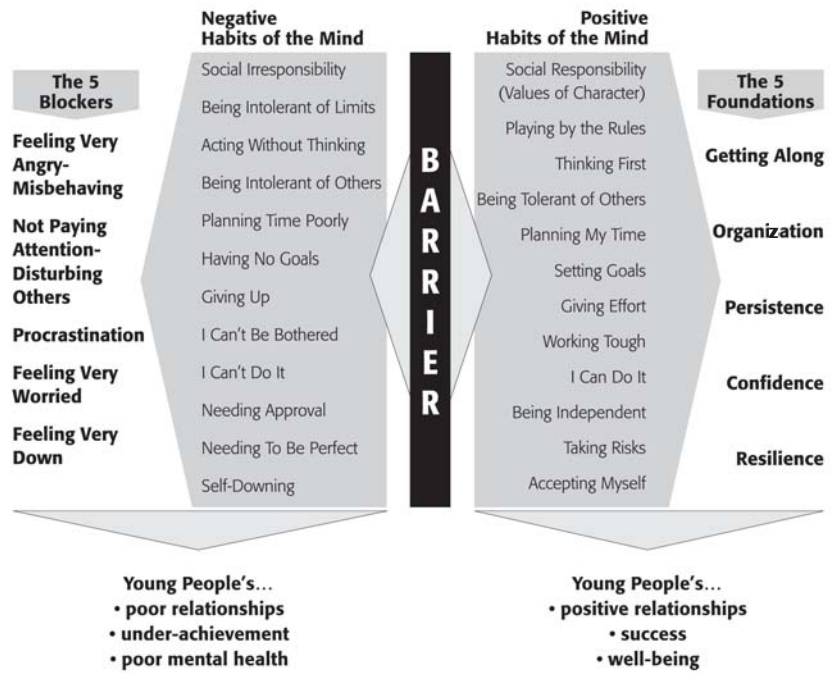 Negative
Habits of the Mind
Positive
Habits of the Mind
The 5
Blockers
Feeling Very
Angry-
Misbehaving
Not Paying
Attention-
Disturbing
Others
Procrastination
Feeling Very
Worried
Feeling Very
Down
Social Irresponsibility
Being Intolerant of Limits
Acting Without Thinking
Being Intolerant of Others
Planning Time Poorly
Having No Goals
Giving Up
I Can't Be Bothered
I Can't Do It
Needing Approval
Needing To Be Perfect
Self-Downing
BARRIER
Social Responsibility
(Values of Character)
Playing by the Rules
Thinking First
Being Tolerant of Others
Planning My Time
Setting Goals
Giving Effort
Working Tough
I Can Do It
Being Independent
Taking Risks
Accepting Myself
The 5
Foundations
Getting Along
Organization
Persistence
Confidence
Resilience
Young People's...
• poor relationships
• under-achievement
• poor mental health
Young People's...
• positive relationships
• success
• well-being